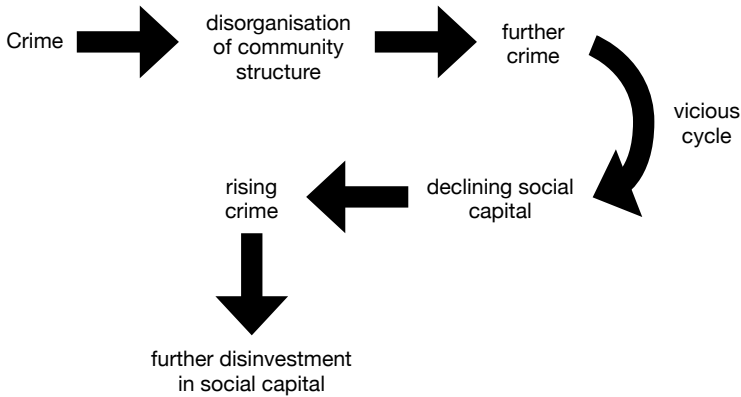 Crime
disorganisation
of community
structure
further
crime
vicious
cycle
declining social
capital
rising
crime
further disinvestment
in social capital